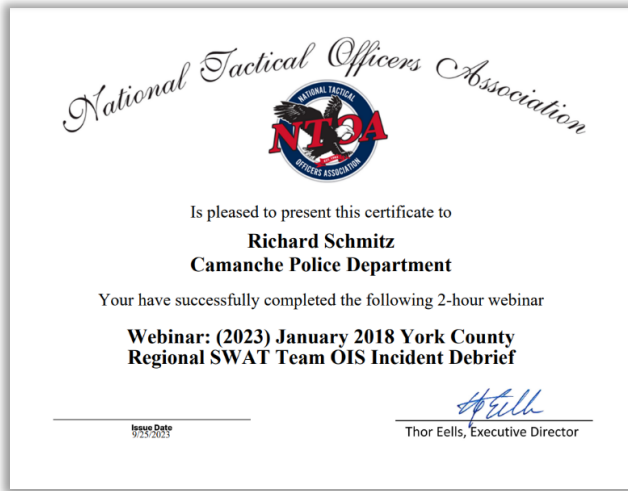 National Tactical Officers Association
NATIONAL TACTICAL
NTOA
OFFICERS ASSOCIATION
Is pleased to present this certificate to
Richard Schmitz
Camanche Police Department
Your have successfully completed the following 2-hour webinar
Webinar: (2023) January 2018 York County
Regional SWAT Team OIS Incident Debrief
Issue Date
9/25/2023
Thor Eells, Executive Director